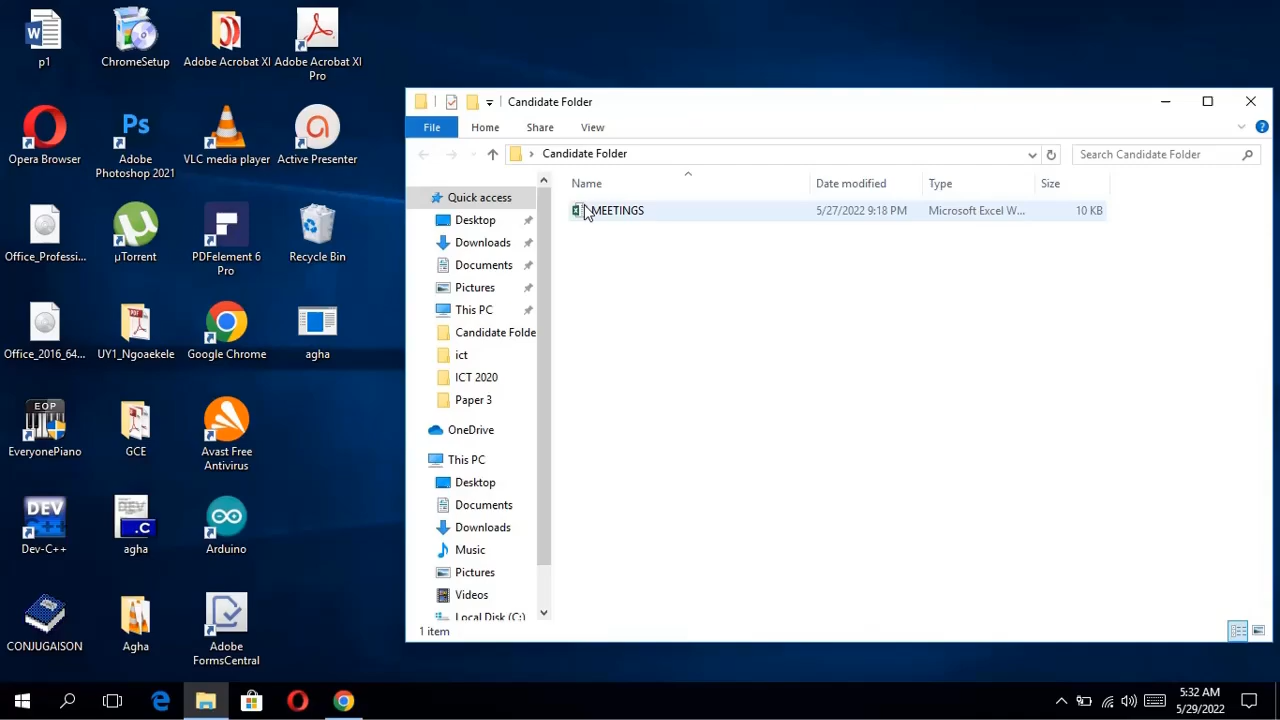 p1
ChromeSetup
Adobe Acrobat XI
Adobe Acrobat XI
Pro
Opera Browser
Ps
Adobe
Photoshop 2021
VLC media player
Active Presenter
Office_Professi...
µTorrent
PDFelement 6
Pro
Recycle Bin
Office_2016_64...
UY1_Ngoaekele
Google Chrome
agha
EOP
EveryonePiano
GCE
Avast Free
Antivirus
DEV
Dev-C++
DEV
.C
agha
Arduino
CONJUGAISON
Agha
Adobe
FormsCentral
Candidate Folder
File
Home
Share
View
Candidate Folder
Search Candidate Folder
Name
Date modified
Type
Size
MEETINGS
5/27/2022 9:18 PM
Microsoft Excel W...
10 KB
Quick access
Desktop
Downloads
Documents
Pictures
This PC
Candidate Folde
ict
ICT 2020
Paper 3
OneDrive
This PC
Desktop
Documents
Downloads
Music
Pictures
Videos
Local Disk (C:)
1 item
5:32 AM
5/29/2022